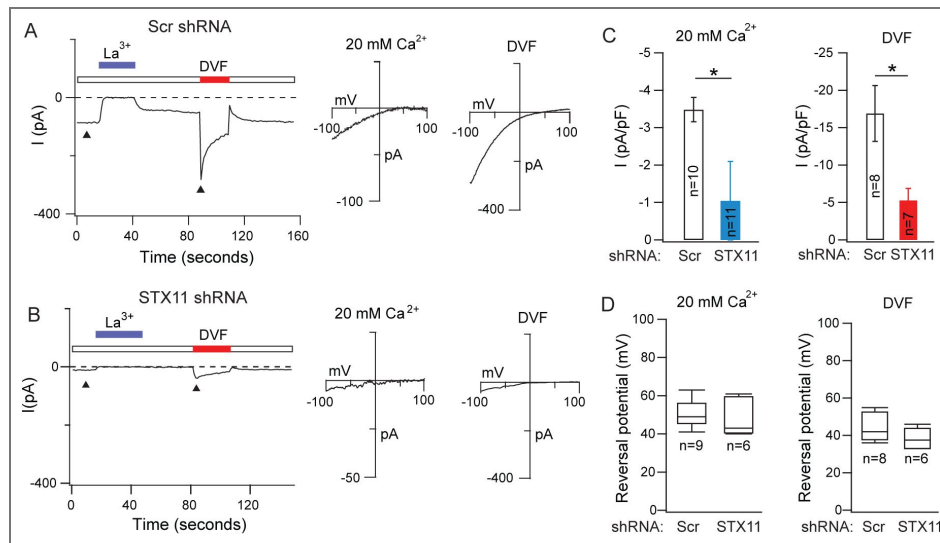 A
Scr shRNA
La3+
DVF
0
I (pA)
-400
0 40 80 120 160
Time (seconds)
20 mM Ca2+
mV
-100 100
pA
-100
DVF
mV
-100 100
pA
-400
B
STX11 shRNA
La3+
DVF
0
I(pA)
-400
0 40 80 120
Time (seconds)
20 mM Ca2+
mV
-100 100
pA
-50
DVF
mV
-100 100
pA
-400
C
20 mM Ca2+
-5
-4
-3
-2
-1
0
I (pA/pF)
*
n=10
n=11
shRNA: Scr STX11
DVF
-25
-20
-15
-10
-5
0
I (pA/pF)
*
n=8
n=7
shRNA: Scr STX11
D
20 mM Ca2+
100
80
60
40
20
0
Reversal potential (mV)
n=9 n=6
shRNA: Scr STX11
DVF
100
80
60
40
20
0
Reversal potential (mV)
n=8 n=6
shRNA: Scr STX11